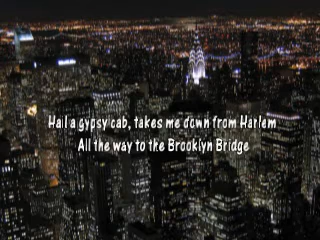 Hail a gypsy cab, takes me down from Harlem
All the way to the Brooklyn Bridge